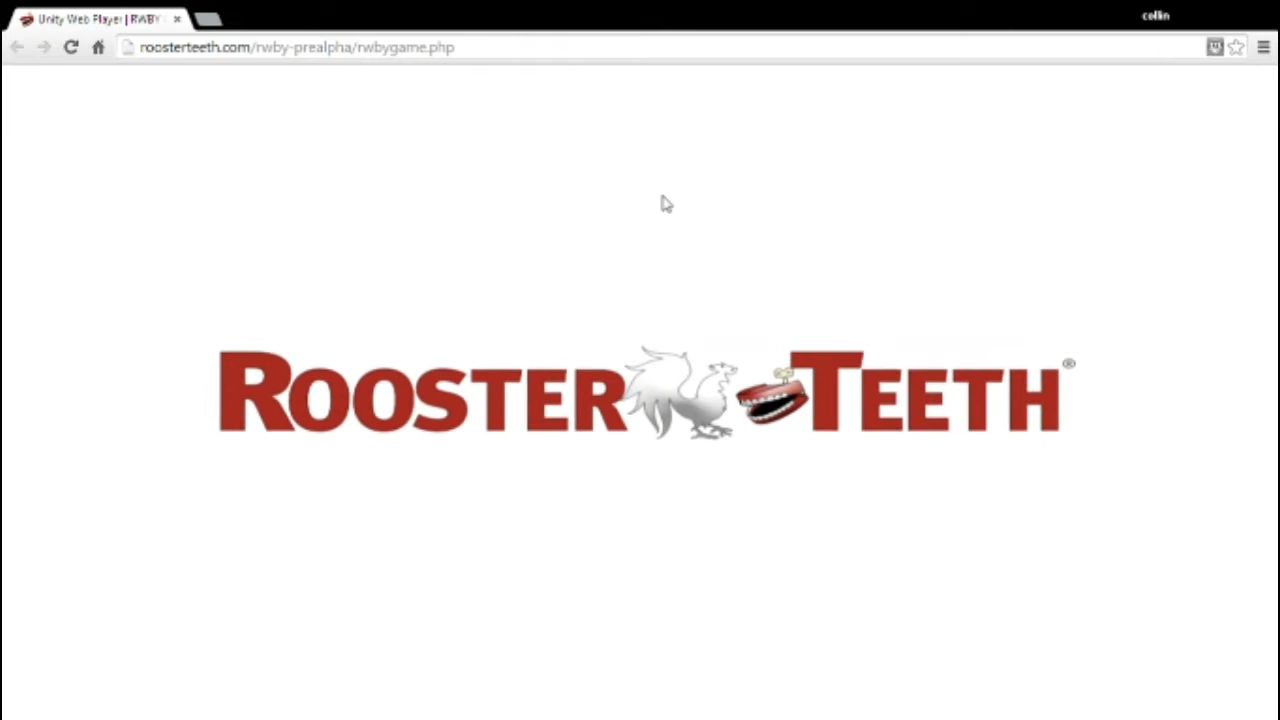 Unity Web Player | RWBY
collin
roosterteeth.com/rwby-prealpha/rwbygame.php
ROOSTER TEETH®